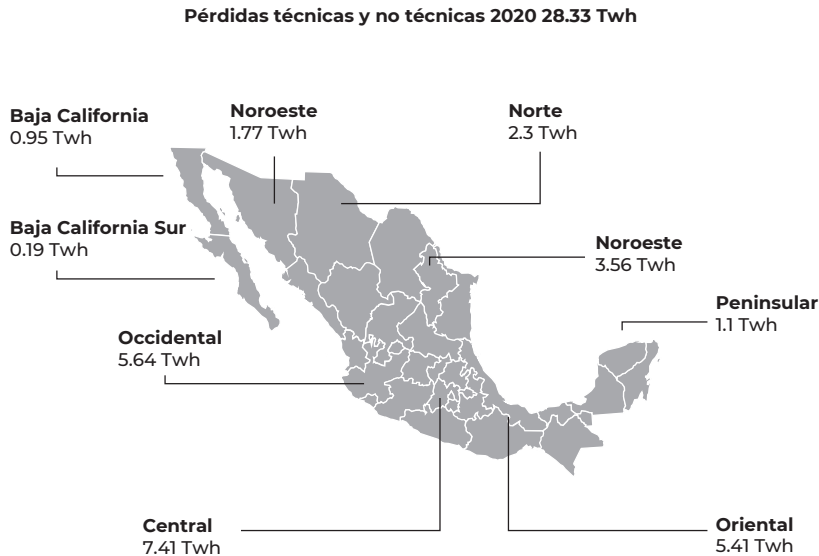 Pérdidas técnicas y no técnicas 2020 28.33 Twh
Baja California
0.95 Twh
Noroeste
1.77 Twh
Norte
2.3 Twh
Baja California Sur
0.19 Twh
Noroeste
3.56 Twh
Peninsular
1.1 Twh
Occidental
5.64 Twh
Central
7.41 Twh
Oriental
5.41 Twh